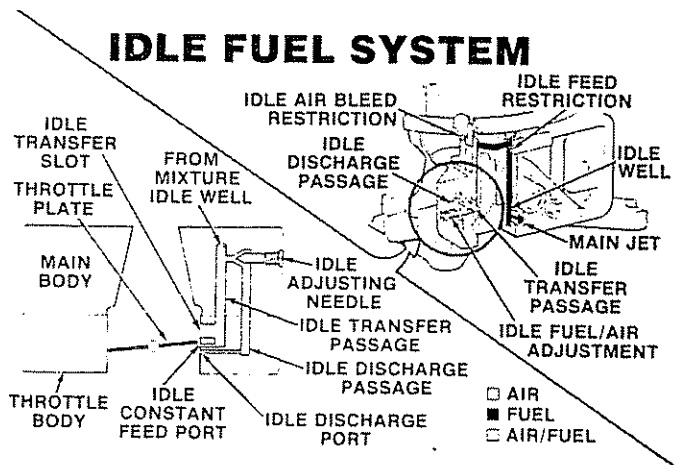 IDLE FUEL SYSTEM
IDLE
TRANSFER
SLOT
THROTTLE
PLATE
FROM
MIXTURE
IDLE WELL
MAIN
BODY
IDLE
ADJUSTING
NEEDLE
IDLE TRANSFER
PASSAGE
IDLE DISCHARGE
PASSAGE
THROTTLE
BODY
IDLE
CONSTANT
FEED PORT
IDLE DISCHARGE
PORT
IDLE AIR BLEED
RESTRICTION
IDLE FEED
RESTRICTION
IDLE
DISCHARGE
PASSAGE
IDLE
WELL
MAIN JET
IDLE
TRANSFER
PASSAGE
IDLE FUEL/AIR
ADJUSTMENT
AIR
FUEL
AIR/FUEL